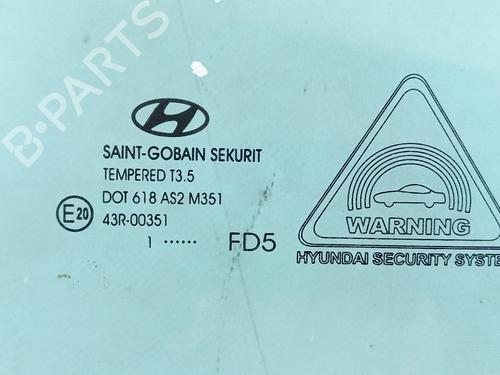 B-PARTS
SAINT-GOBAIN SEKURIT
TEMPERED T3.5
DOT 618 AS2 M351
E20 43R-00351
1 ······ FD5
WARNING
HYUNDAI SECURITY SYSTEM